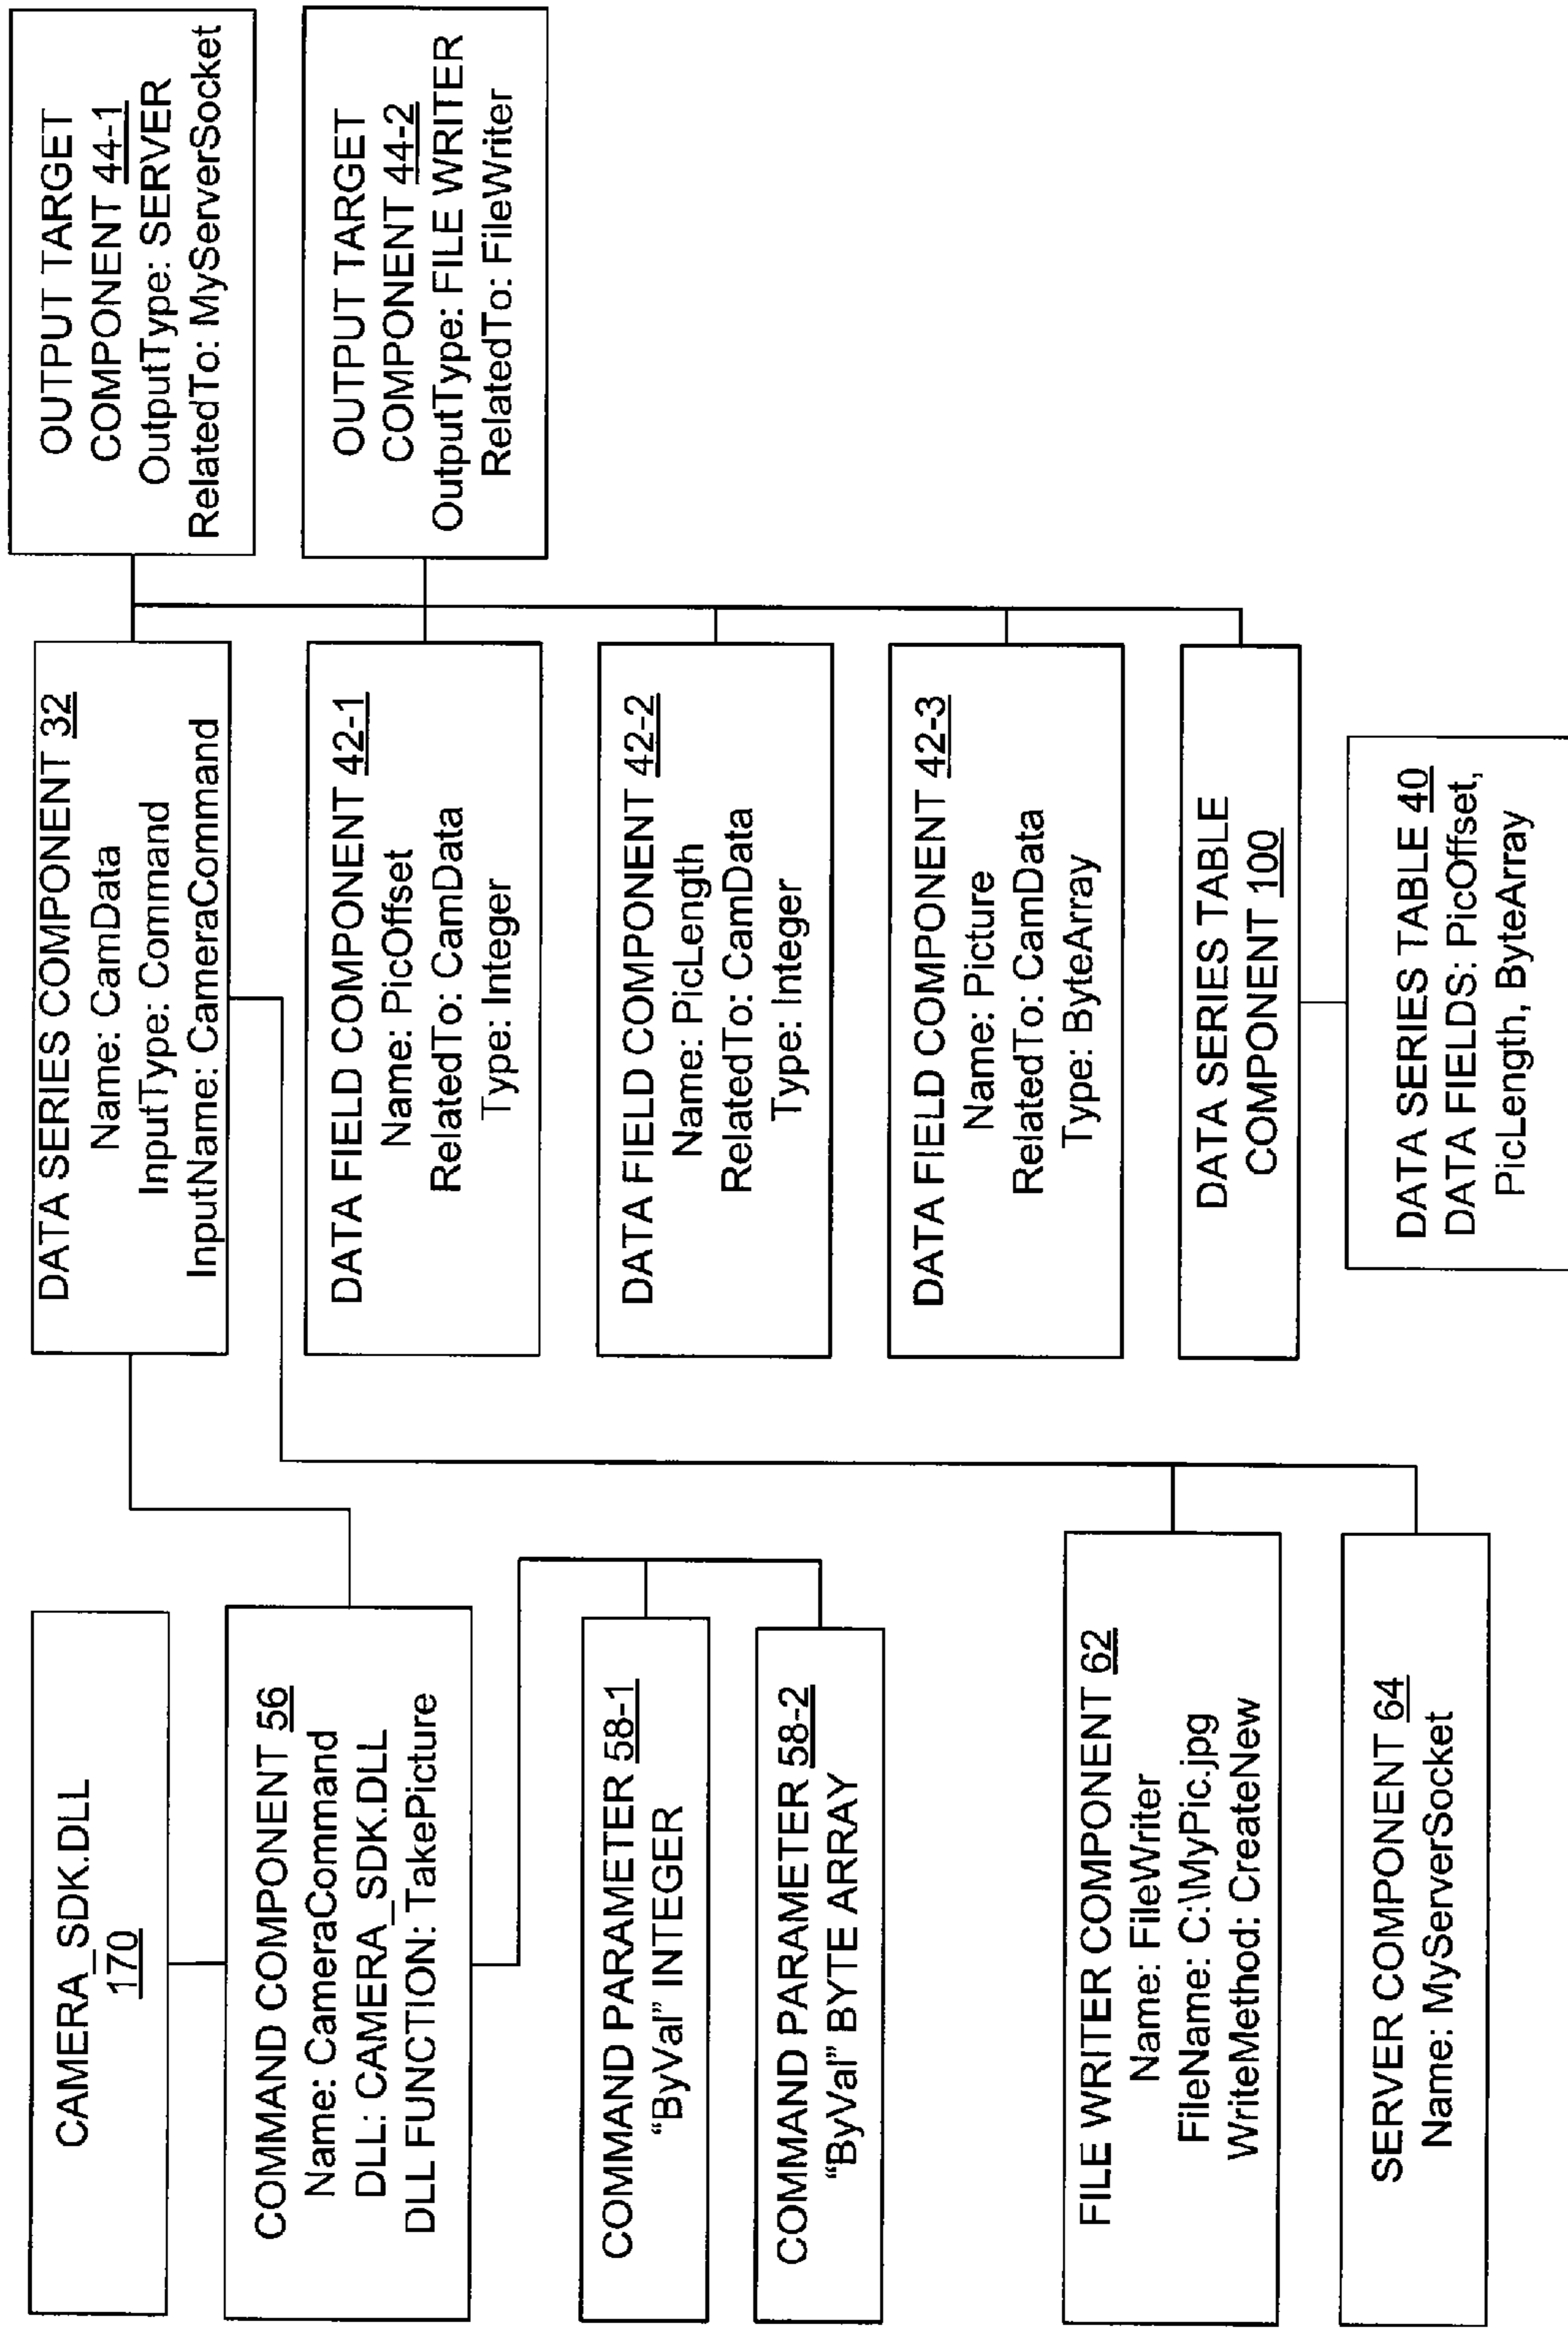 CAMERA_SDK.DLL
170
COMMAND COMPONENT 56
Name: CameraCommand
DLL: CAMERA_SDK.DLL
DLL FUNCTION: TakePicture
COMMAND PARAMETER 58-1
“ByVal” INTEGER
COMMAND PARAMETER 58-2
“ByVal” BYTE ARRAY
FILE WRITER COMPONENT 62
Name: FileWriter
FileName: C:\MyPic.jpg
WriteMethod: CreateNew
SERVER COMPONENT 64
Name: MyServerSocket
DATA SERIES COMPONENT 32
Name: CamData
InputType: Command
InputName: CameraCommand
DATA FIELD COMPONENT 42-1
Name: PicOffset
RelatedTo: CamData
Type: Integer
DATA FIELD COMPONENT 42-2
Name: PicLength
RelatedTo: CamData
Type: Integer
DATA FIELD COMPONENT 42-3
Name: Picture
RelatedTo: CamData
Type: ByteArray
DATA SERIES TABLE
COMPONENT 100
DATA SERIES TABLE 40
DATA FIELDS: PicOffset,
PicLength, ByteArray
OUTPUT TARGET
COMPONENT 44-1
OutputType: SERVER
RelatedTo: MyServerSocket
OUTPUT TARGET
COMPONENT 44-2
OutputType: FILE WRITER
RelatedTo: FileWriter